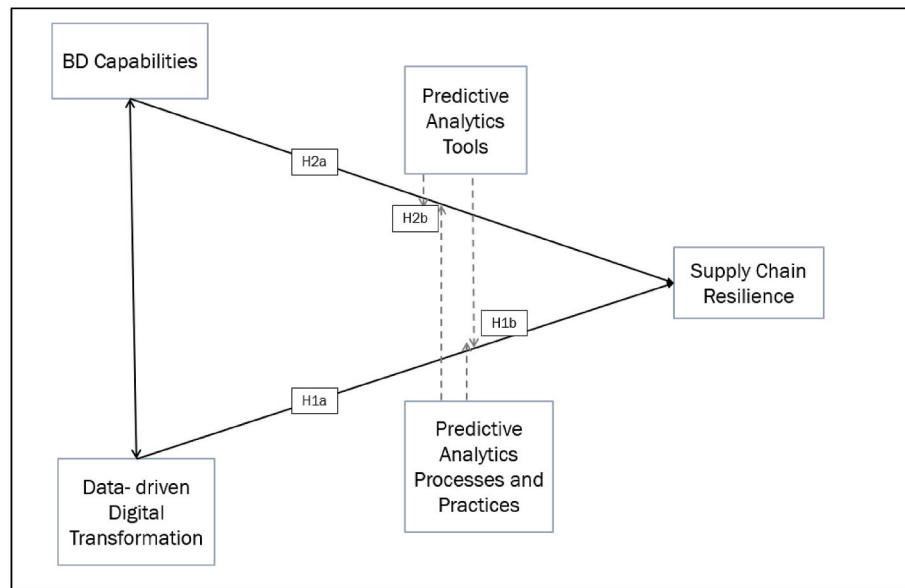 BD Capabilities
Predictive
Analytics
Tools
H2a
H2b
Supply Chain
Resilience
H1b
H1a
Predictive
Analytics
Processes and
Practices
Data- driven
Digital
Transformation